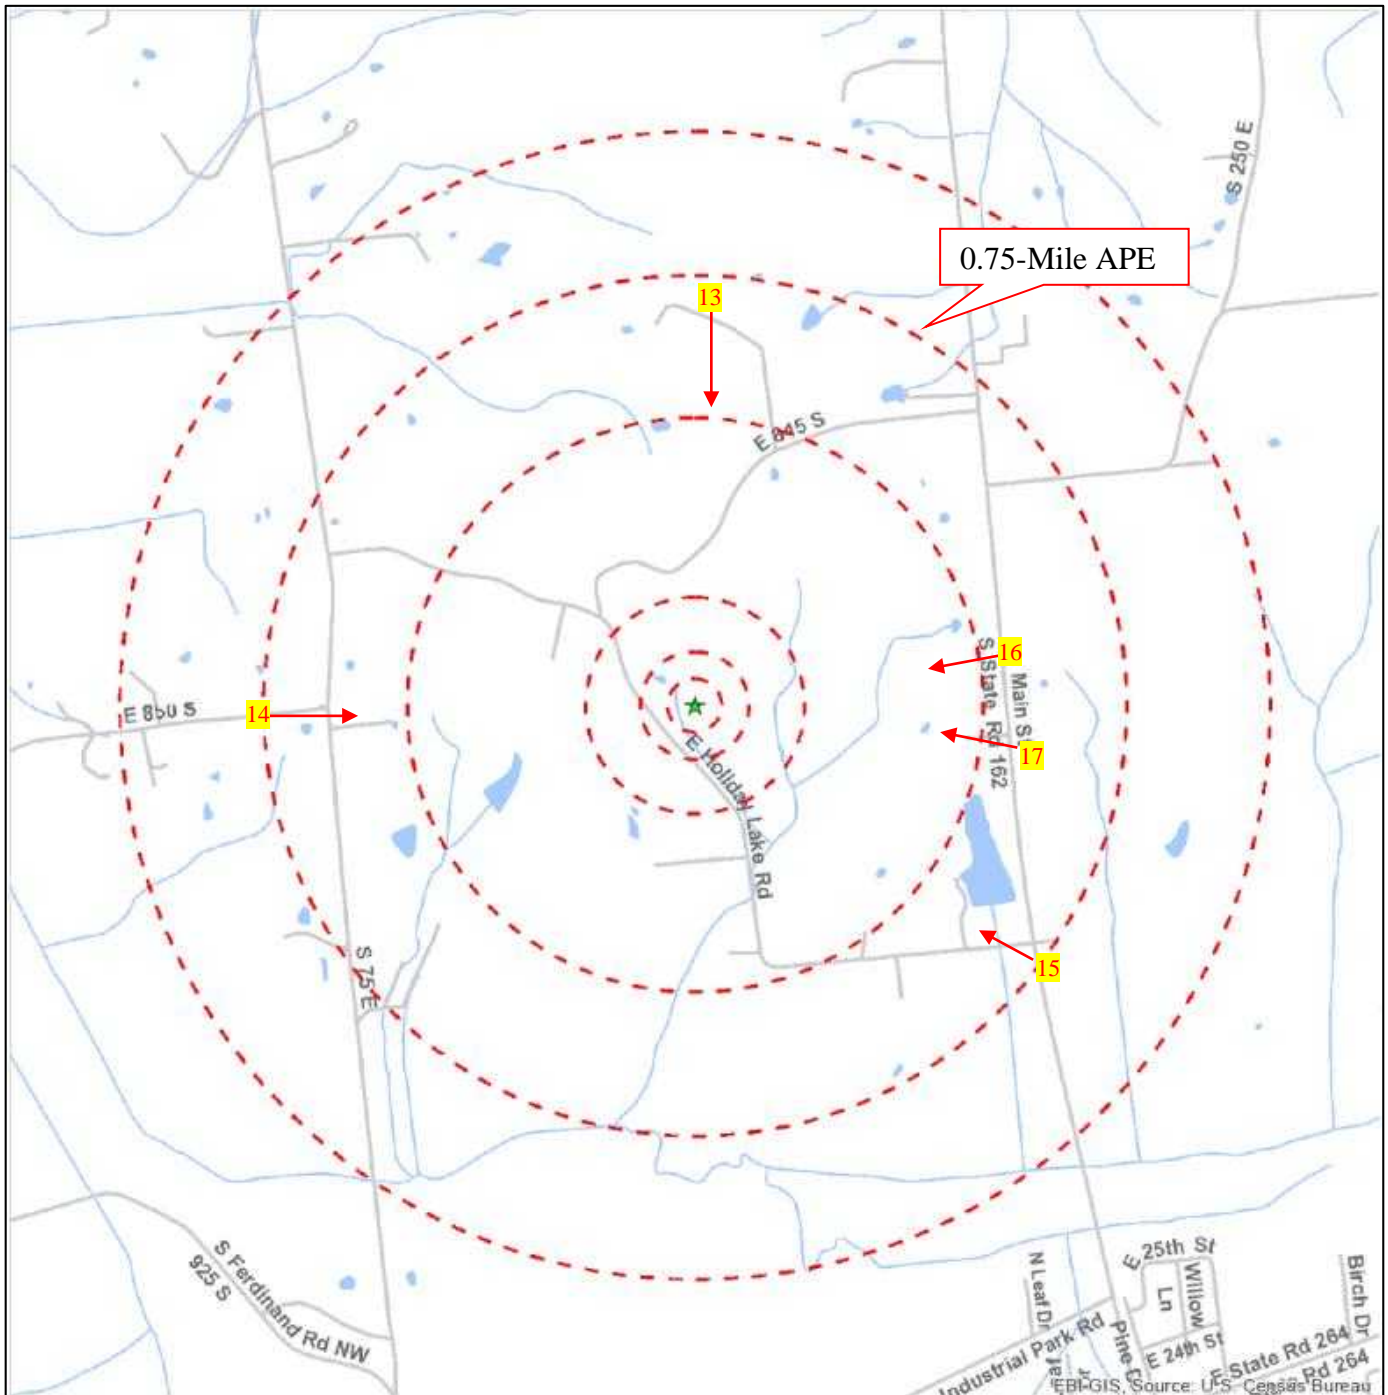 S 250 E
0.75-Mile APE
13
E 845 S
16
S State Rd 162
Main St
E 850 S
14
17
E Holiday Lake Rd
15
S 75 E
S Ferdinand Rd NW
925 S
E 25th St
Willow
Ln
N Leaf Dr
Birch Dr
Industrial Park Rd
Pine
E 24th St
E State Rd 264
Rd 264
EBI-GIS, Source: U.S. Census Bureau